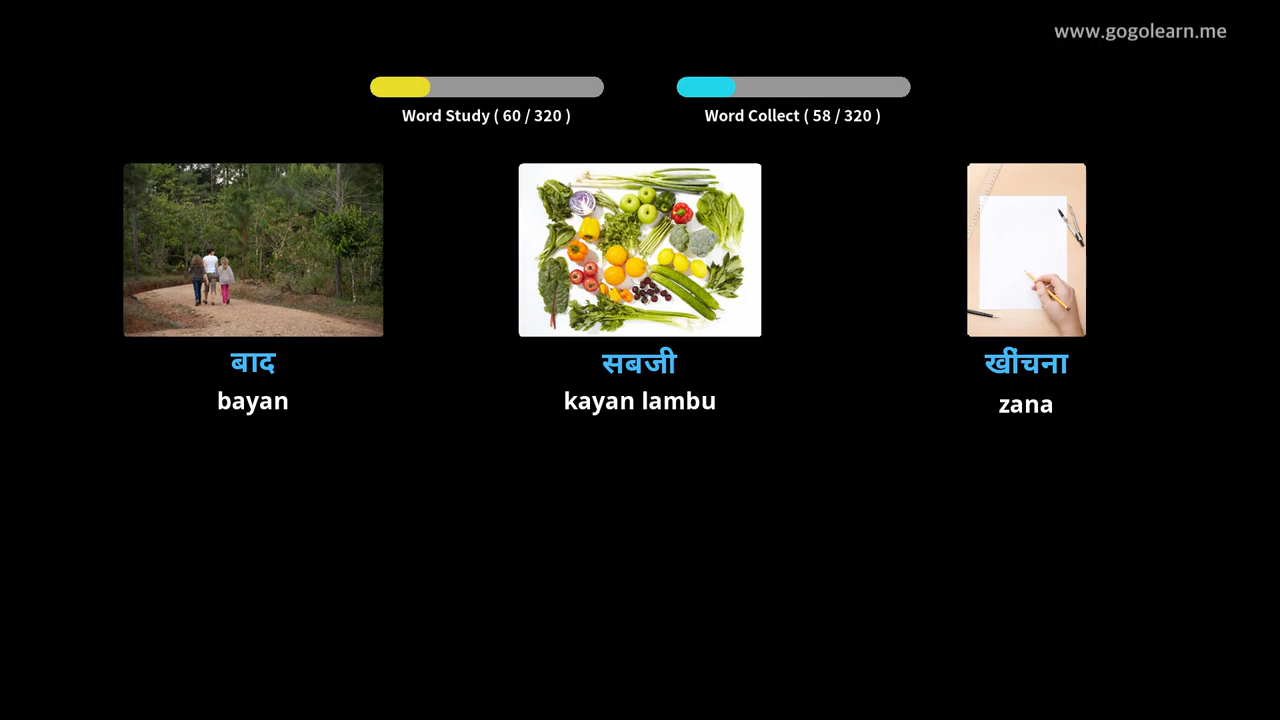 www.gogolearn.me
Word Study ( 60 / 320 )
Word Collect ( 58 / 320 )
बाद
bayan
सबजी
kayan lambu
खींचना
zana